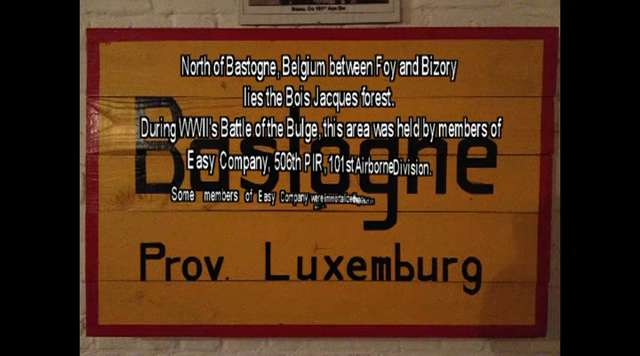 North of Bastogne, Belgium between Foy and Bizory
lies the Bois Jacques forest.
During WWII's Battle of the Bulge, this area was held by members of
Easy Company, 506th PIR, 101st Airborne Division.
Some members of Easy Company were immortalized
Bastogne
Prov. Luxemburg